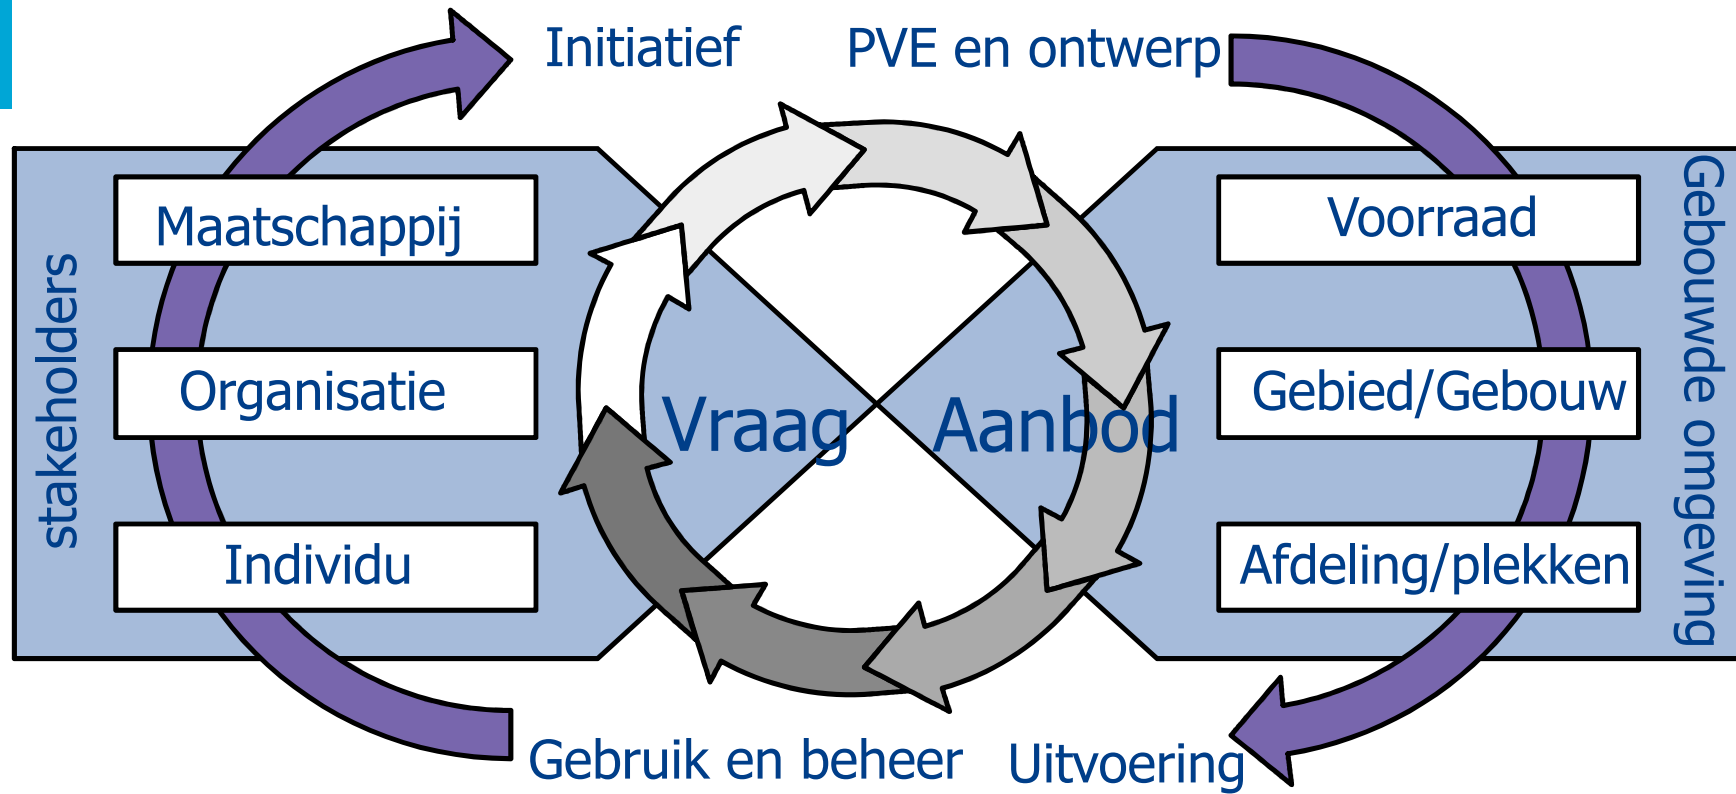 Initiatief
PVE en ontwerp
stakeholders
Maatschappij
Organisatie
Individu
Vraag
Aanbod
Voorraad
Gebied/Gebouw
Afdeling/plekken
Gebouwde omgeving
Gebruik en beheer
Uitvoering